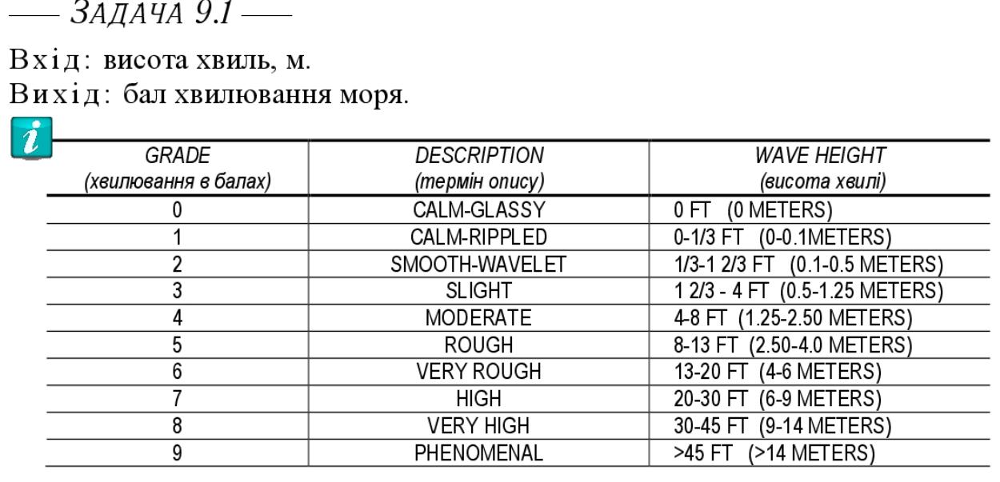 ЗАДАЧА 9.1
Вхід: висота хвиль, м.
Вихід: бал хвилювання моря.
i
GRADE DESCRIPTION WAVE HEIGHT
(хвилювання в балах) (термін опису) (висота хвилі)
0 CALM-GLASSY 0 FT (0 METERS)
1 CALM-RIPPLED 0-1/3 FT (0-0.1METERS)
2 SMOOTH-WAVELET 1/3-1 2/3 FT (0.1-0.5 METERS)
3 SLIGHT 1 2/3 - 4 FT (0.5-1.25 METERS)
4 MODERATE 4-8 FT (1.25-2.50 METERS)
5 ROUGH 8-13 FT (2.50-4.0 METERS)
6 VERY ROUGH 13-20 FT (4-6 METERS)
7 HIGH 20-30 FT (6-9 METERS)
8 VERY HIGH 30-45 FT (9-14 METERS)
9 PHENOMENAL >45 FT (>14 METERS)